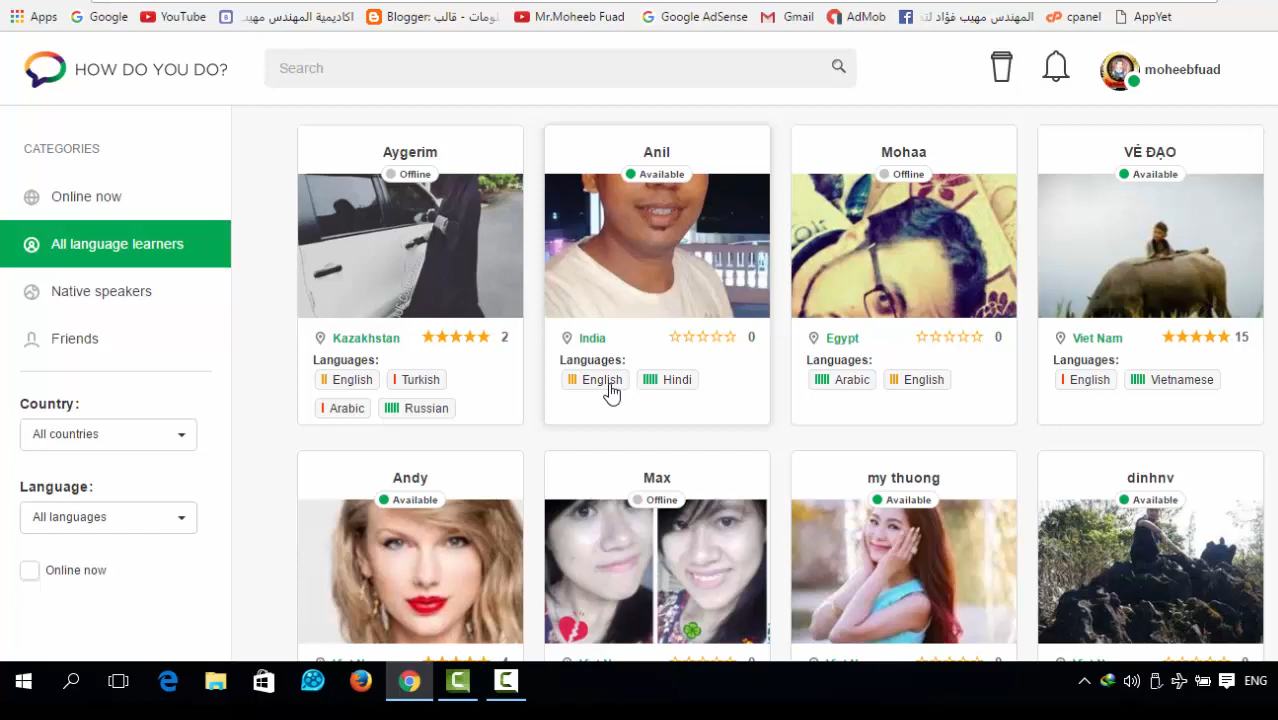 Apps Google YouTube اكاديمية المهندس مهيب Blogger: قالب - ومات Mr.Moheeb Fuad Google AdSense Gmail AdMob المهندس مهيب فؤاد cpanel AppYet
HOW DO YOU DO?
Search
moheebfuad
CATEGORIES
Online now
All language learners
Native speakers
Friends
Country:
All countries
Language:
All languages
Online now
Aygerim
Offline
Kazakhstan 2
Languages:
English Turkish
Arabic Russian
Anil
Available
India 0
Languages:
English Hindi
Mohaa
Offline
Egypt 0
Languages:
Arabic English
VẺ ĐẠO
Available
Viet Nam 15
Languages:
English Vietnamese
Andy
Available
Max
Offline
my thuong
Available
dinhnv
Available
ENG